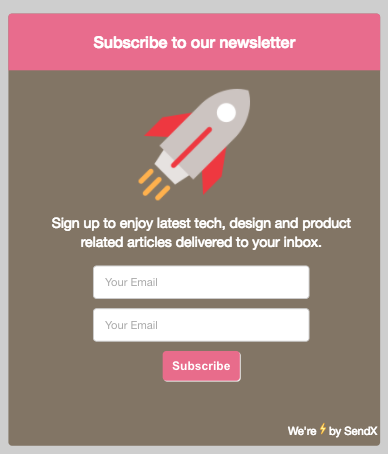 Subscribe to our newsletter
Sign up to enjoy latest tech, design and product
related articles delivered to your inbox.
Your Email
Your Email
Subscribe
We're⚡by SendX